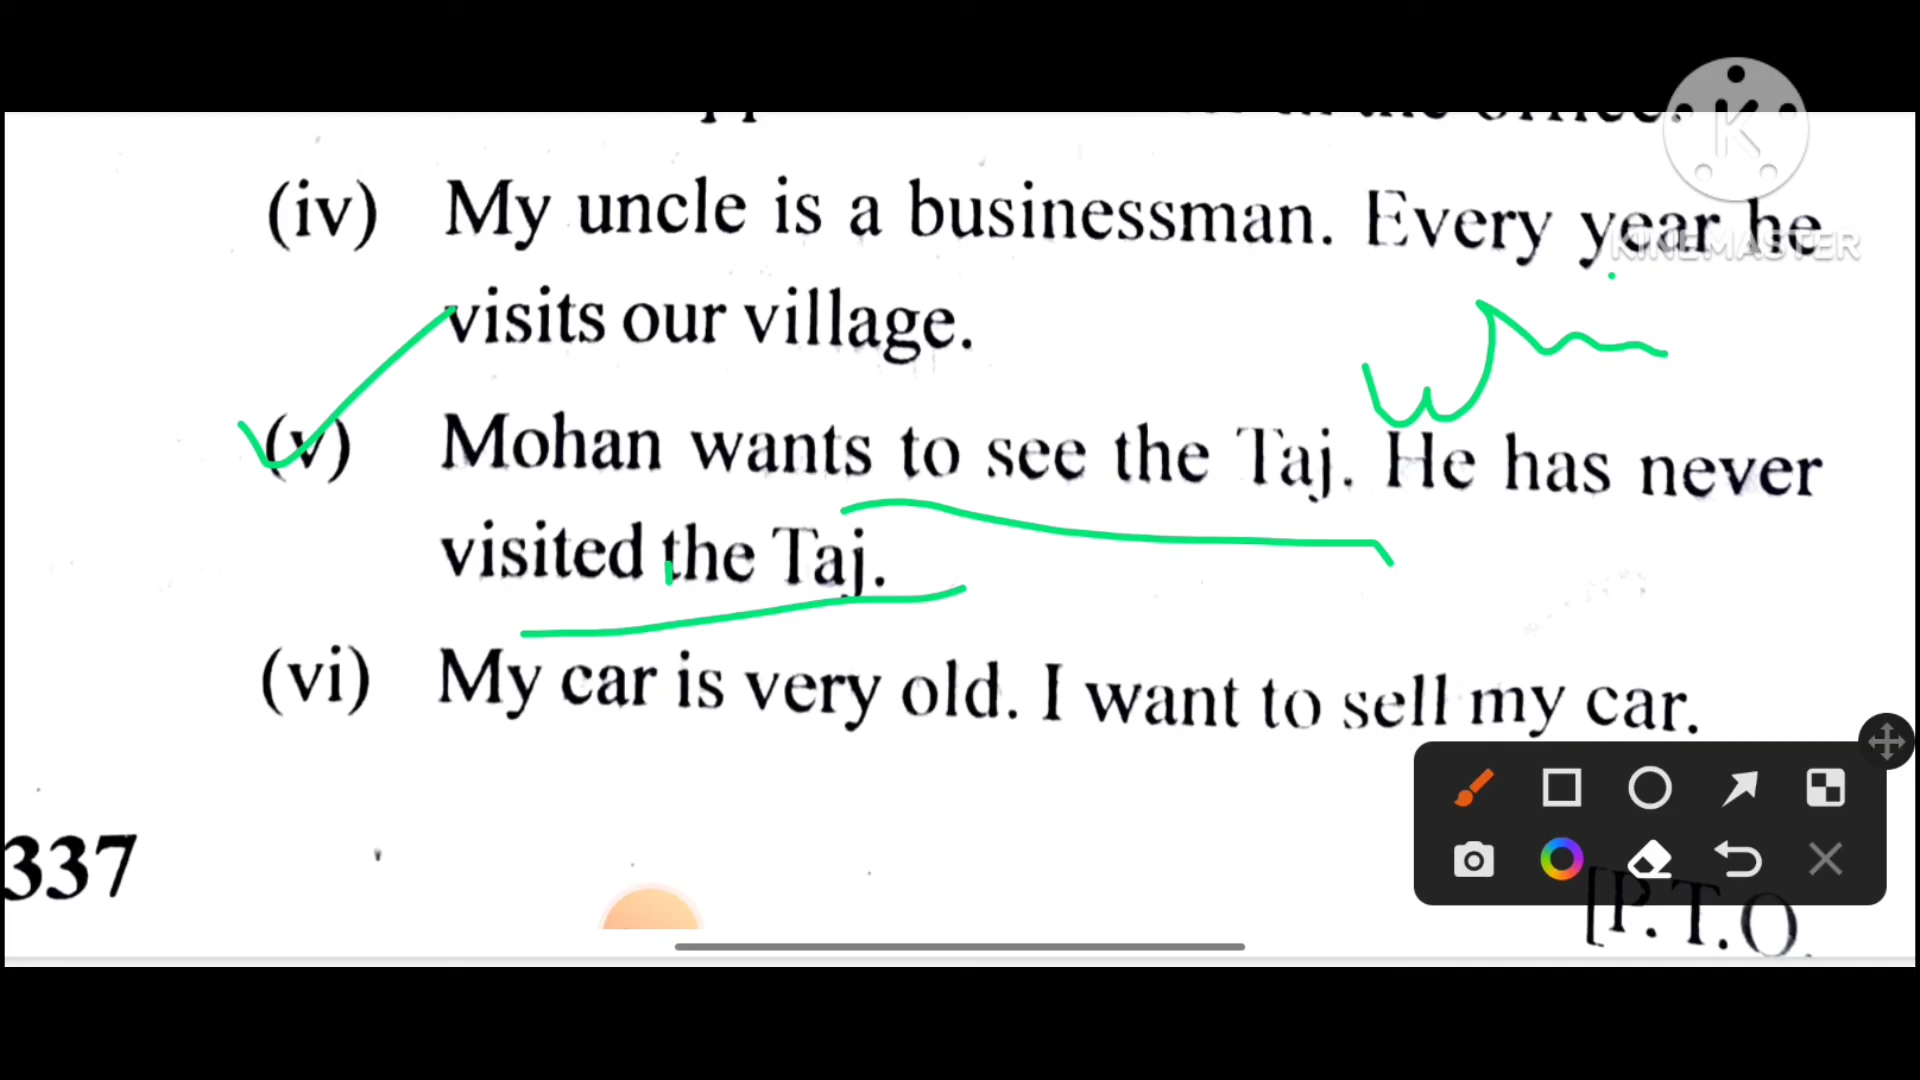 (iv) My uncle is a businessman. Every year he
visits our village.
(v) Mohan wants to see the Taj. He has never
visited the Taj.
(vi) My car is very old. I want to sell my car.
337
[P.T.O.
K
KINEMASTER